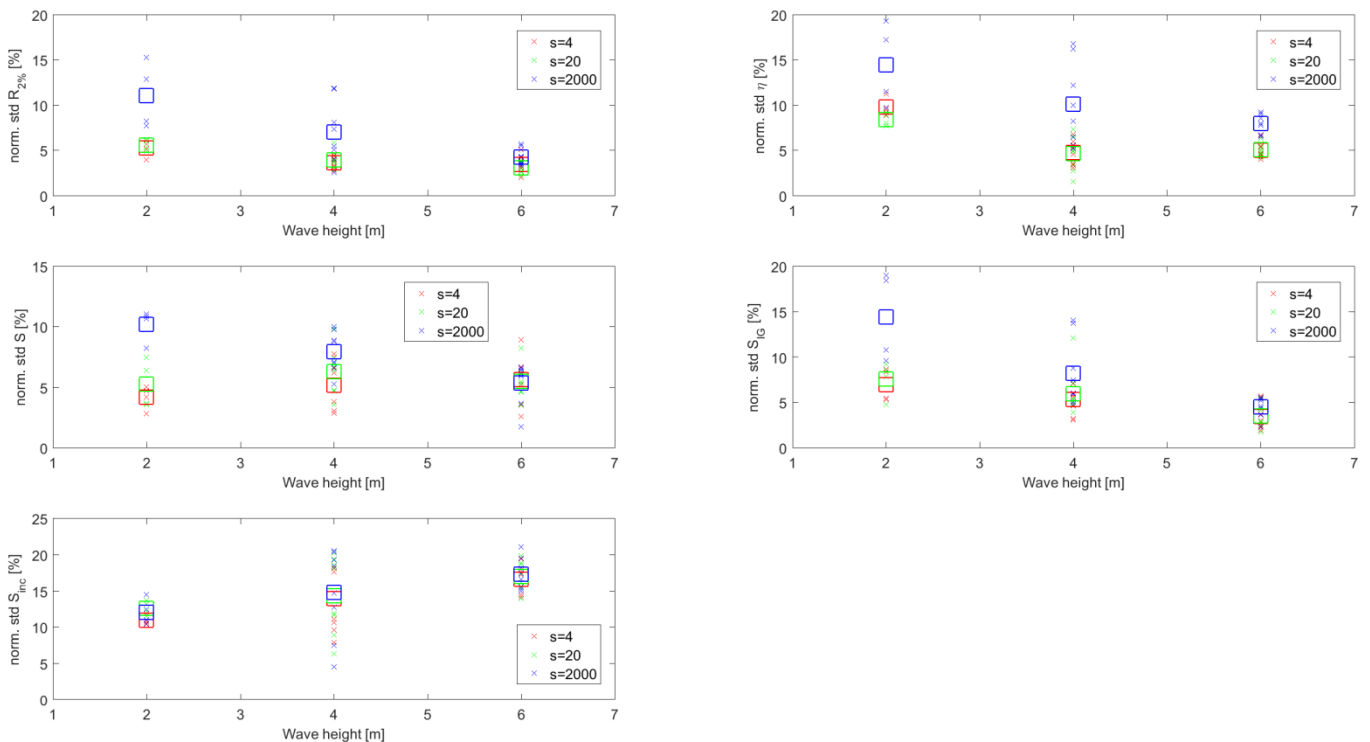 20
15
10
5
0
norm. std R2% [%]
s=4
s=20
s=2000
1 2 3 4 5 6 7
Wave height [m]
20
15
10
5
0
norm. std η [%]
s=4
s=20
s=2000
1 2 3 4 5 6 7
Wave height [m]
15
10
5
0
norm. std S [%]
s=4
s=20
s=2000
1 2 3 4 5 6 7
Wave height [m]
20
15
10
5
0
norm. std SIG [%]
s=4
s=20
s=2000
1 2 3 4 5 6 7
Wave height [m]
25
20
15
10
5
0
norm. std Sinc [%]
s=4
s=20
s=2000
1 2 3 4 5 6 7
Wave height [m]